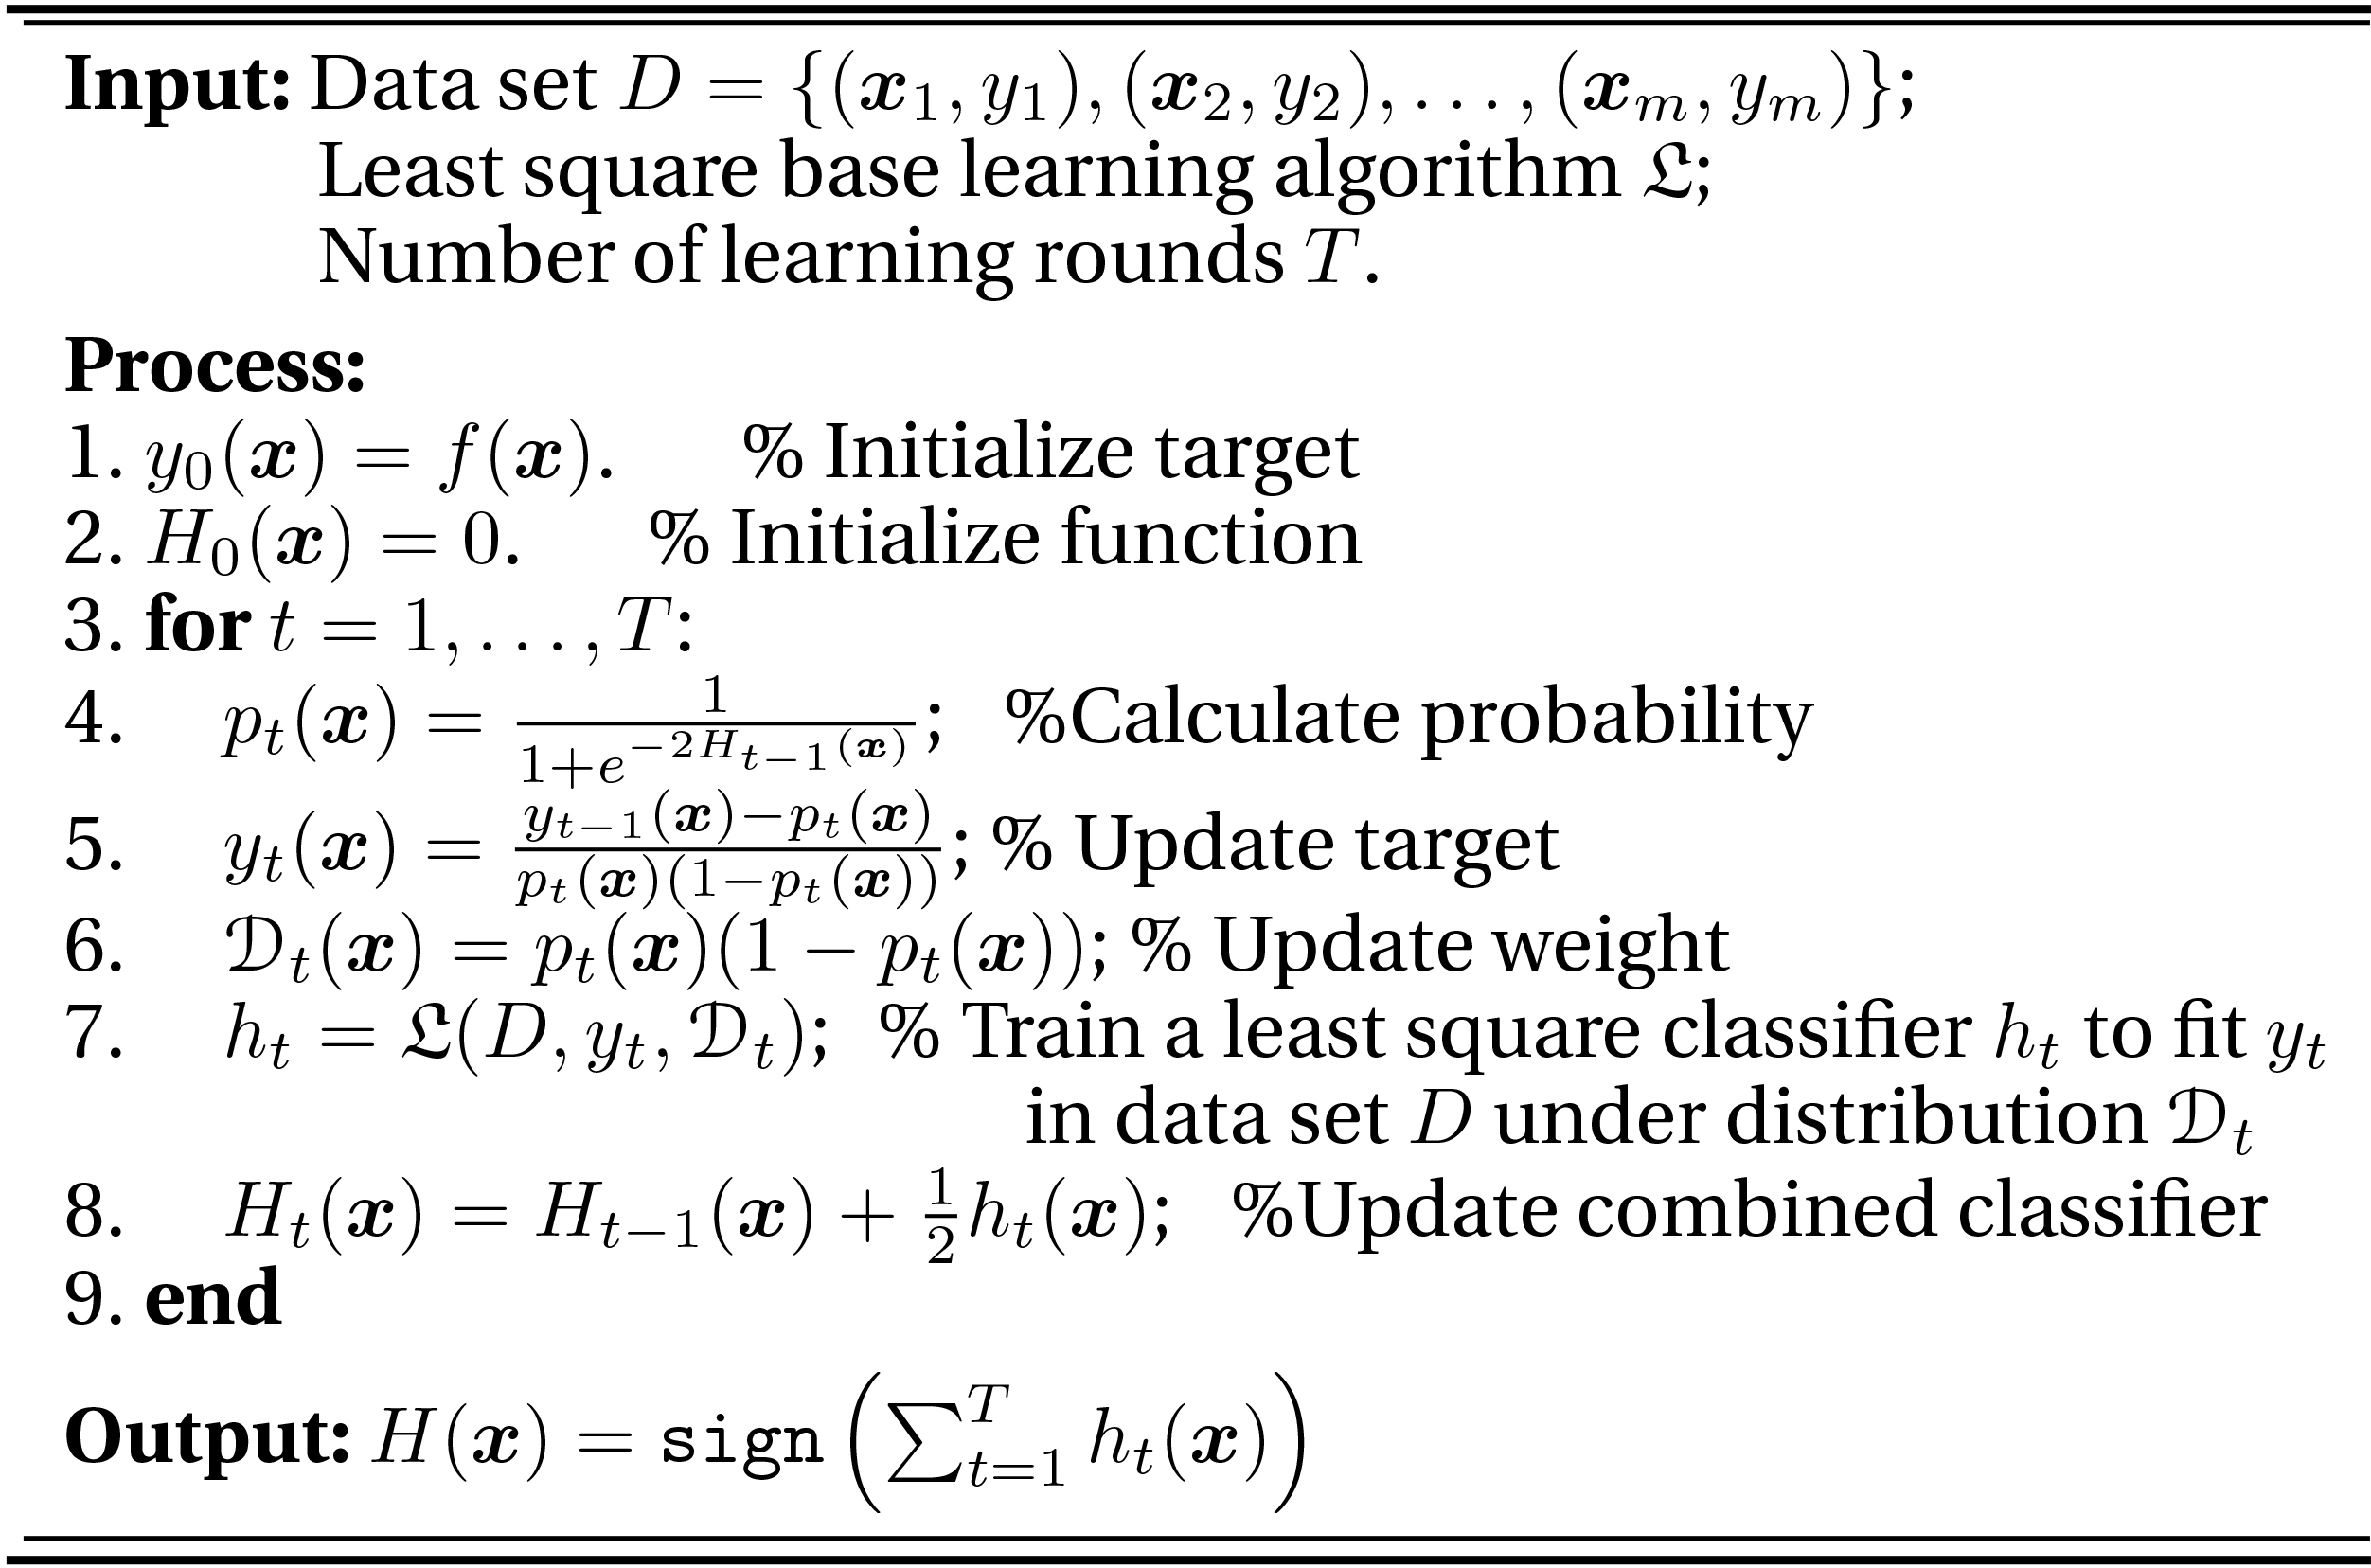 Input: Data set $D = \{(\boldsymbol{x}_1, y_1), (\boldsymbol{x}_2, y_2), \ldots, (\boldsymbol{x}_m, y_m)\}$;
Least square base learning algorithm $\mathfrak{L}$;
Number of learning rounds $T$.
Process:
1. $y_0(\boldsymbol{x}) = f(\boldsymbol{x})$. % Initialize target
2. $H_0(\boldsymbol{x}) = 0$. % Initialize function
3. for $t = 1, \ldots, T$:
4. $p_t(\boldsymbol{x}) = \frac{1}{1+e^{-2H_{t-1}(\boldsymbol{x})}}$; %Calculate probability
5. $y_t(\boldsymbol{x}) = \frac{y_{t-1}(\boldsymbol{x})-p_t(\boldsymbol{x})}{p_t(\boldsymbol{x})(1-p_t(\boldsymbol{x}))}$; % Update target
6. $\mathcal{D}_t(\boldsymbol{x}) = p_t(\boldsymbol{x})(1 - p_t(\boldsymbol{x}))$; % Update weight
7. $h_t = \mathfrak{L}(D, y_t, \mathcal{D}_t)$; % Train a least square classifier $h_t$ to fit $y_t$
in data set $D$ under distribution $\mathcal{D}_t$
8. $H_t(\boldsymbol{x}) = H_{t-1}(\boldsymbol{x}) + \frac{1}{2}h_t(\boldsymbol{x})$; %Update combined classifier
9. end
Output: $H(\boldsymbol{x}) = \texttt{sign}\left(\sum_{t=1}^{T} h_t(\boldsymbol{x})\right)$